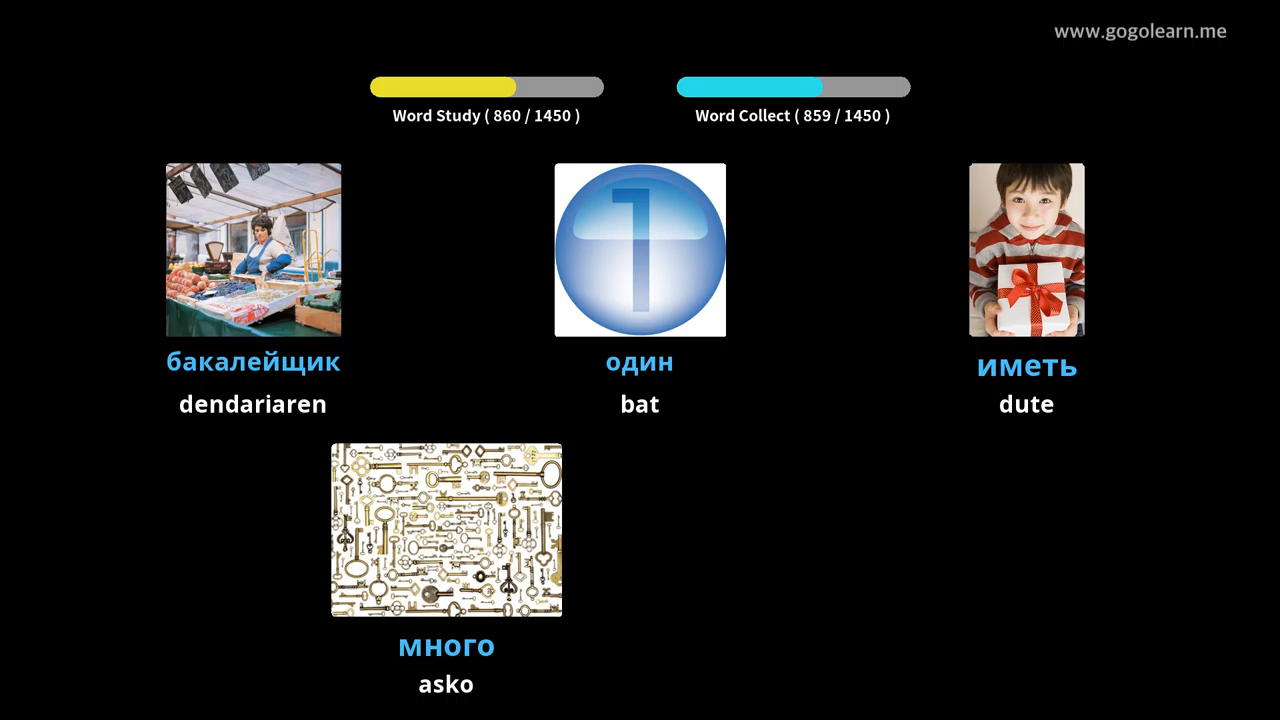 www.gogolearn.me
Word Study ( 860 / 1450 )
Word Collect ( 859 / 1450 )
1
бакалейщик
один
иметь
dendariaren
bat
dute
много
asko